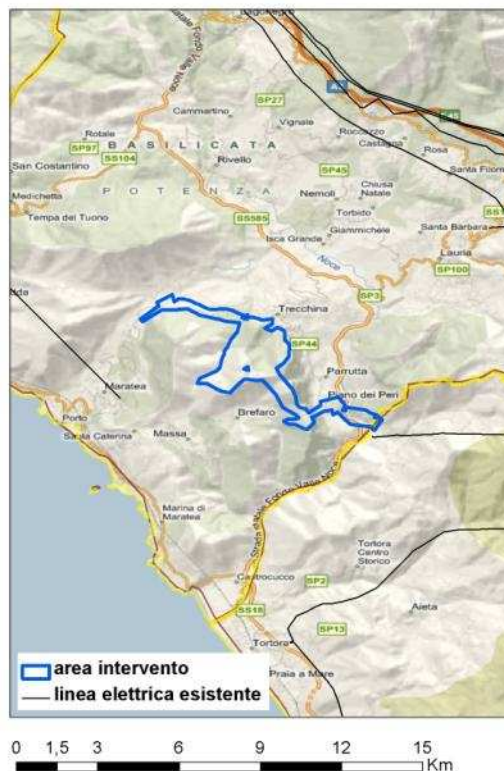 Fondo Valle Noce
Cammartino
SP27
Vignale
Rotale
SP97
BASILICATA
SS104
Roccazzo
Castagna
Rosa
San Costantino
Rivello
SP45
Medichetta
POTENZA
Nemoli
Chiusa
Natale
Tempa del Tuono
SS585
Torbido
Giammichele
Santa Barbara
Isca Grande
Lauria
Noce
SP100
SP3
Trecchina
SP44
Parrutta
Maratea
Piano dei Peri
Porto
Brefaro
Santa Caterina
Massa
Marina di
Maratea
Tortora
Centro
Storico
Castrocucco
SP2
SS18
Aieta
SP13
Tortora
Praia a Mare
area intervento
linea elettrica esistente
0 1,5 3 6 9 12 15
Km